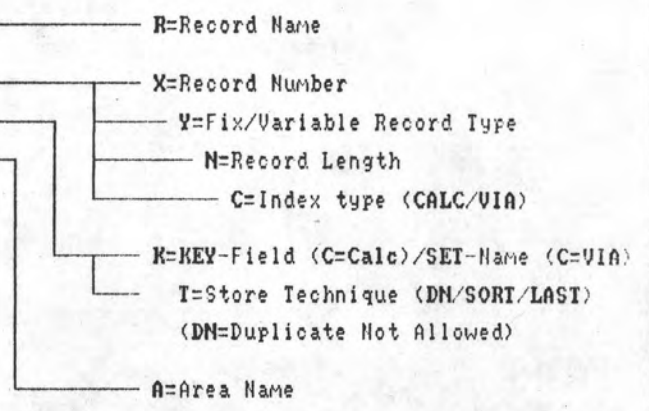 R=Record Name
X=Record Number
Y=Fix/Variable Record Type
N=Record Length
C=Index type (CALC/VIA)
K=KEY-Field (C=Calc)/SET-Name (C=VIA)
T=Store Technique (DN/SORT/LAST)
(DN=Duplicate Not Allowed)
A=Area Name